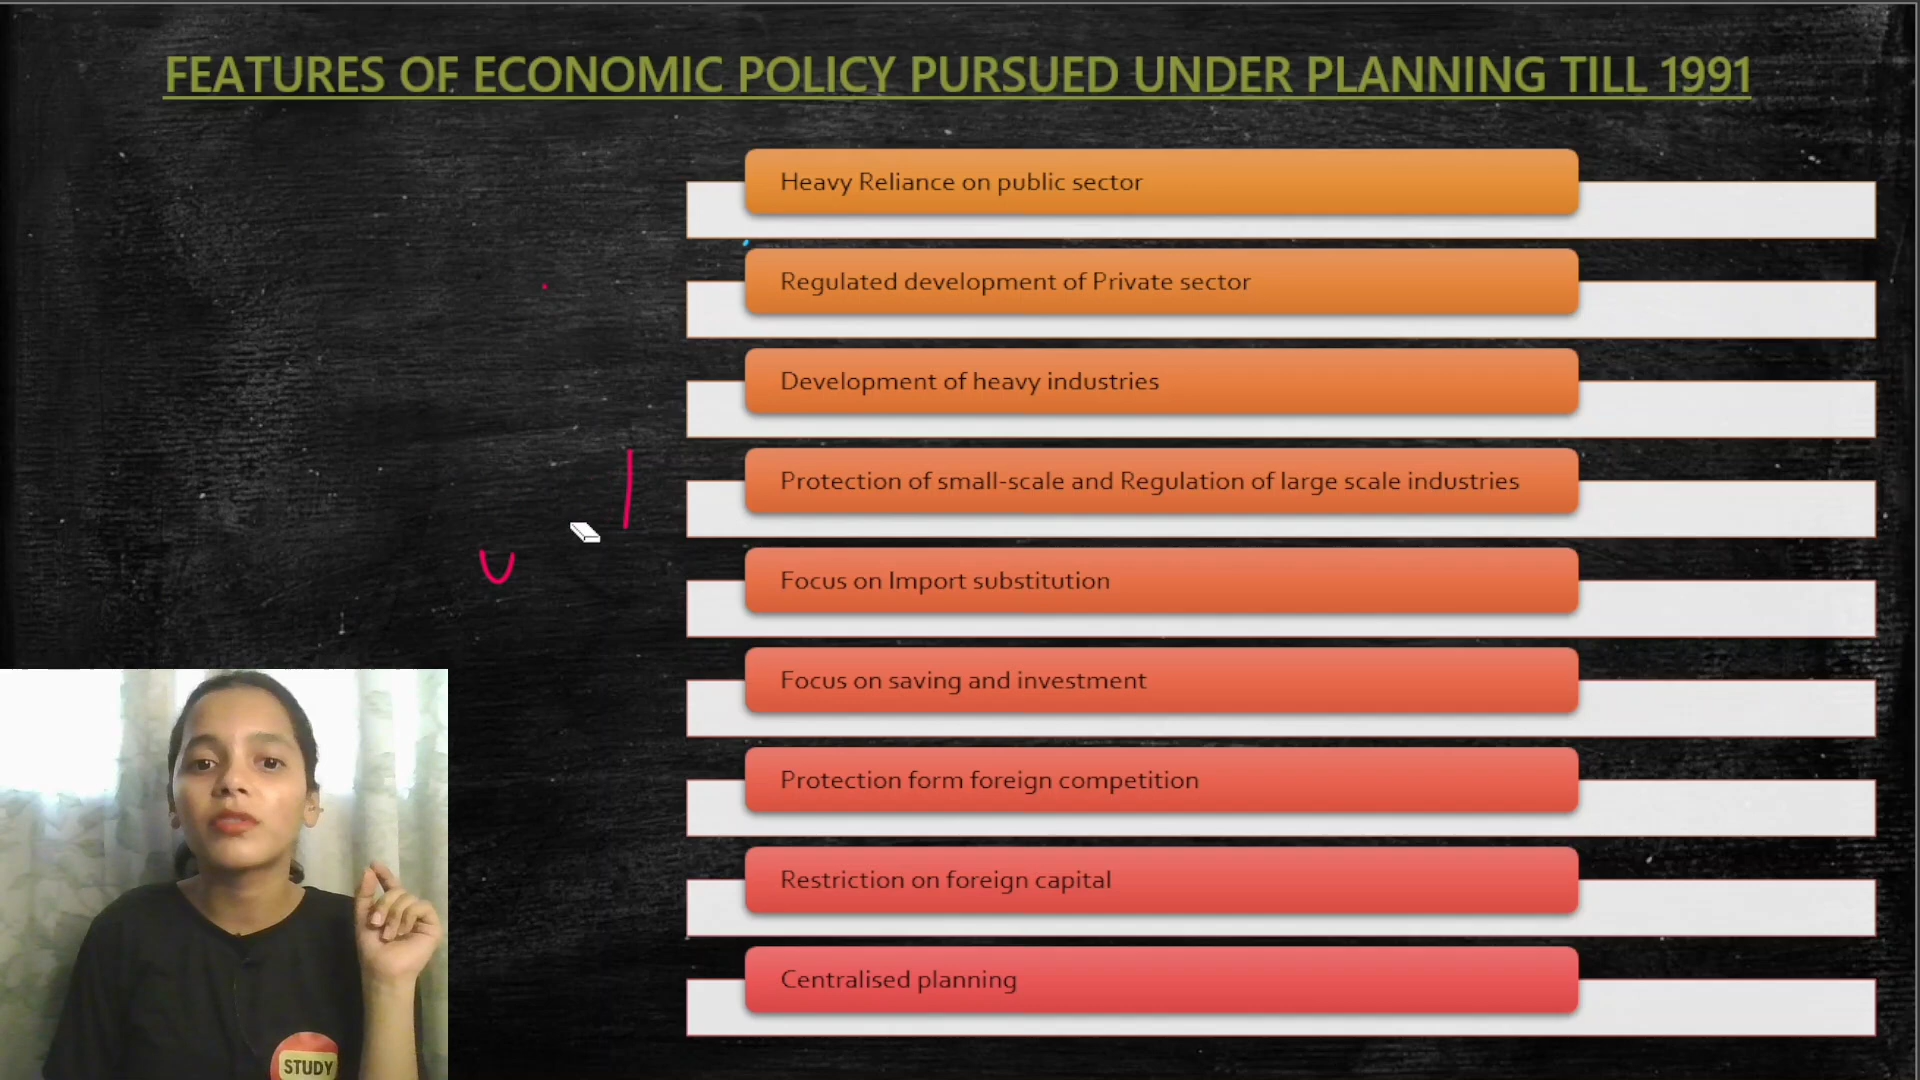 FEATURES OF ECONOMIC POLICY PURSUED UNDER PLANNING TILL 1991
Heavy Reliance on public sector
Regulated development of Private sector
Development of heavy industries
Protection of small-scale and Regulation of large scale industries
Focus on Import substitution
Focus on saving and investment
Protection form foreign competition
Restriction on foreign capital
Centralised planning
STUDY